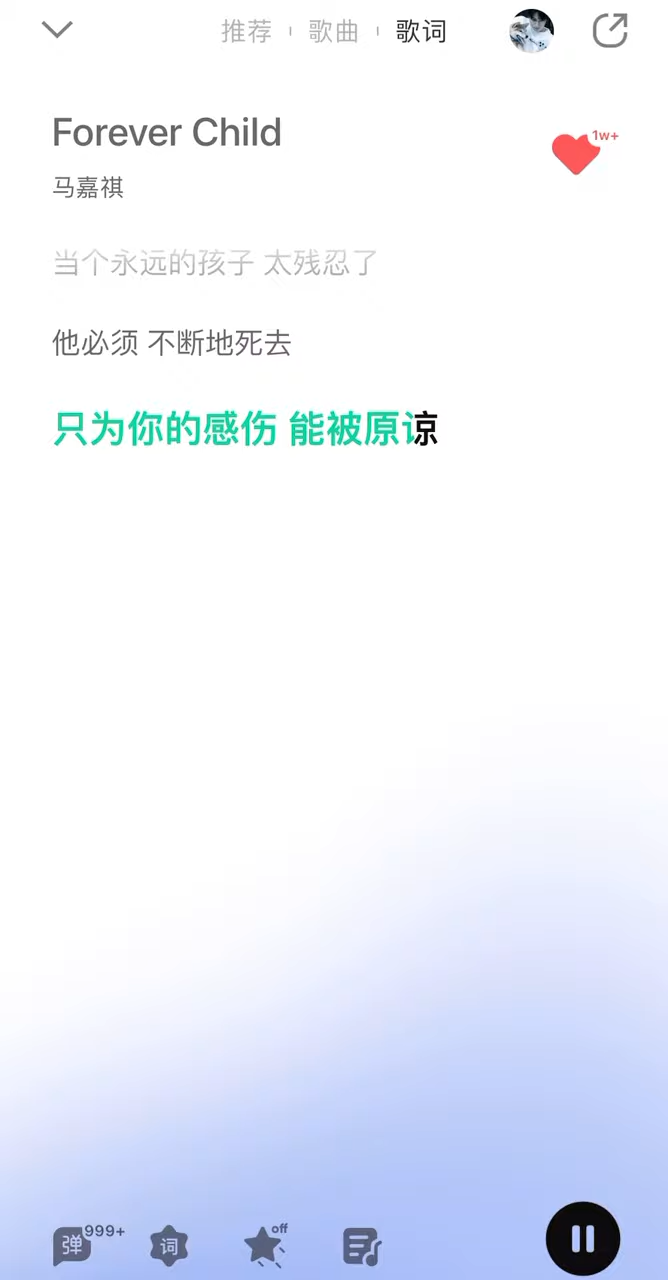 推荐 歌曲 歌词
Forever Child
1w+
马嘉祺
当个永远的孩子 太残忍了
他必须 不断地死去
只为你的感伤 能被原谅
弹 999+ 词 off